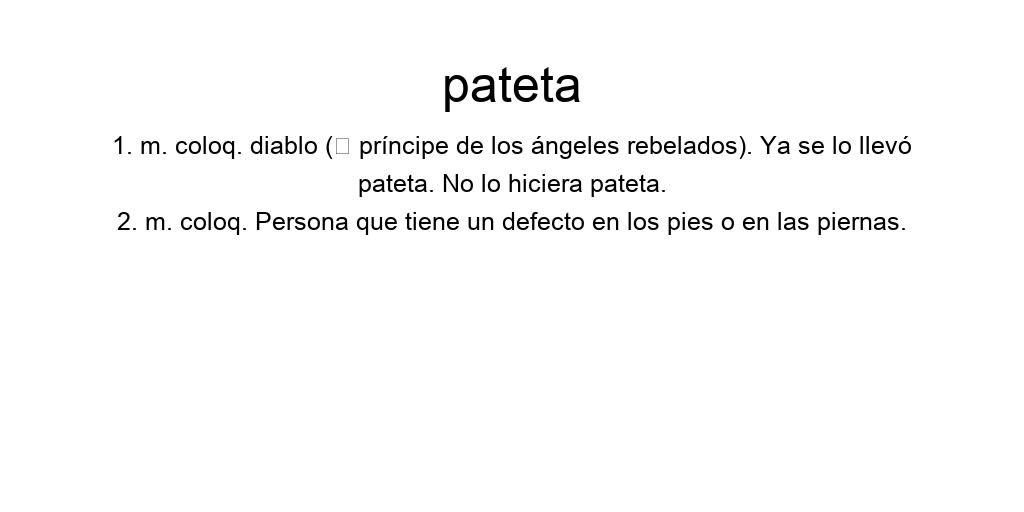 pateta
1. m. coloq. diablo (□ príncipe de los ángeles rebelados). Ya se lo llevó
pateta. No lo hiciera pateta.
2. m. coloq. Persona que tiene un defecto en los pies o en las piernas.